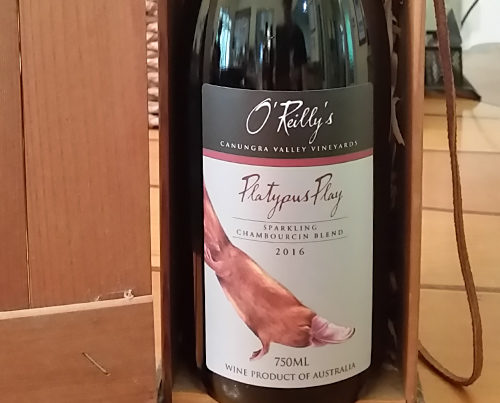 O'Reilly's
CANUNGRA VALLEY VINEYARDS
Platypus Play
SPARKLING
CHAMBOURCIN BLEND
2016
750ML
WINE PRODUCT OF AUSTRALIA